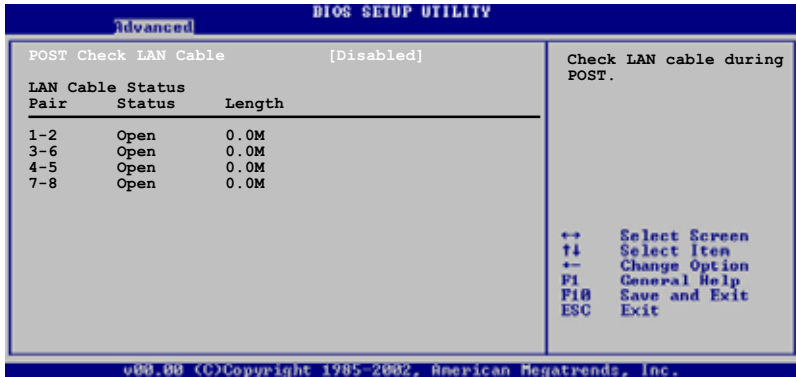 BIOS SETUP UTILITY
Advanced
POST Check LAN Cable [Disabled]
LAN Cable Status
Pair Status Length
1-2 Open 0.0M
3-6 Open 0.0M
4-5 Open 0.0M
7-8 Open 0.0M
Check LAN cable during
POST.
↔ Select Screen
↑↓ Select Item
+- Change Option
F1 General Help
F10 Save and Exit
ESC Exit
v00.00 (C)Copyright 1985-2002, American Megatrends, Inc.